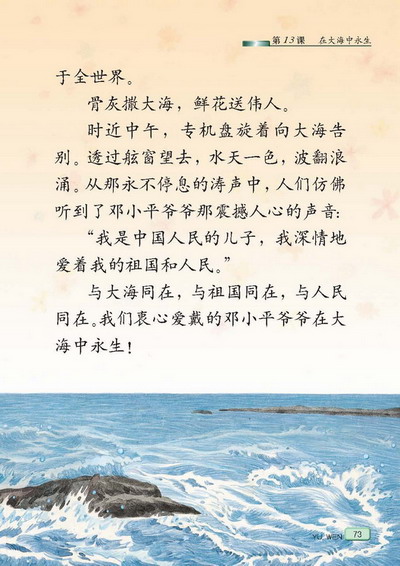 第13课 在大海中永生
于全世界。
骨灰撒大海，鲜花送伟人。
时近中午，专机盘旋着向大海告
别。透过舷窗望去，水天一色，波翻浪
涌。从那永不停息的涛声中，人们仿佛
听到了邓小平爷爷那震撼人心的声音：
“我是中国人民的儿子，我深情地
爱着我的祖国和人民。”
与大海同在，与祖国同在，与人民
同在。我们衷心爱戴的邓小平爷爷在大
海中永生！
YU WEN 73